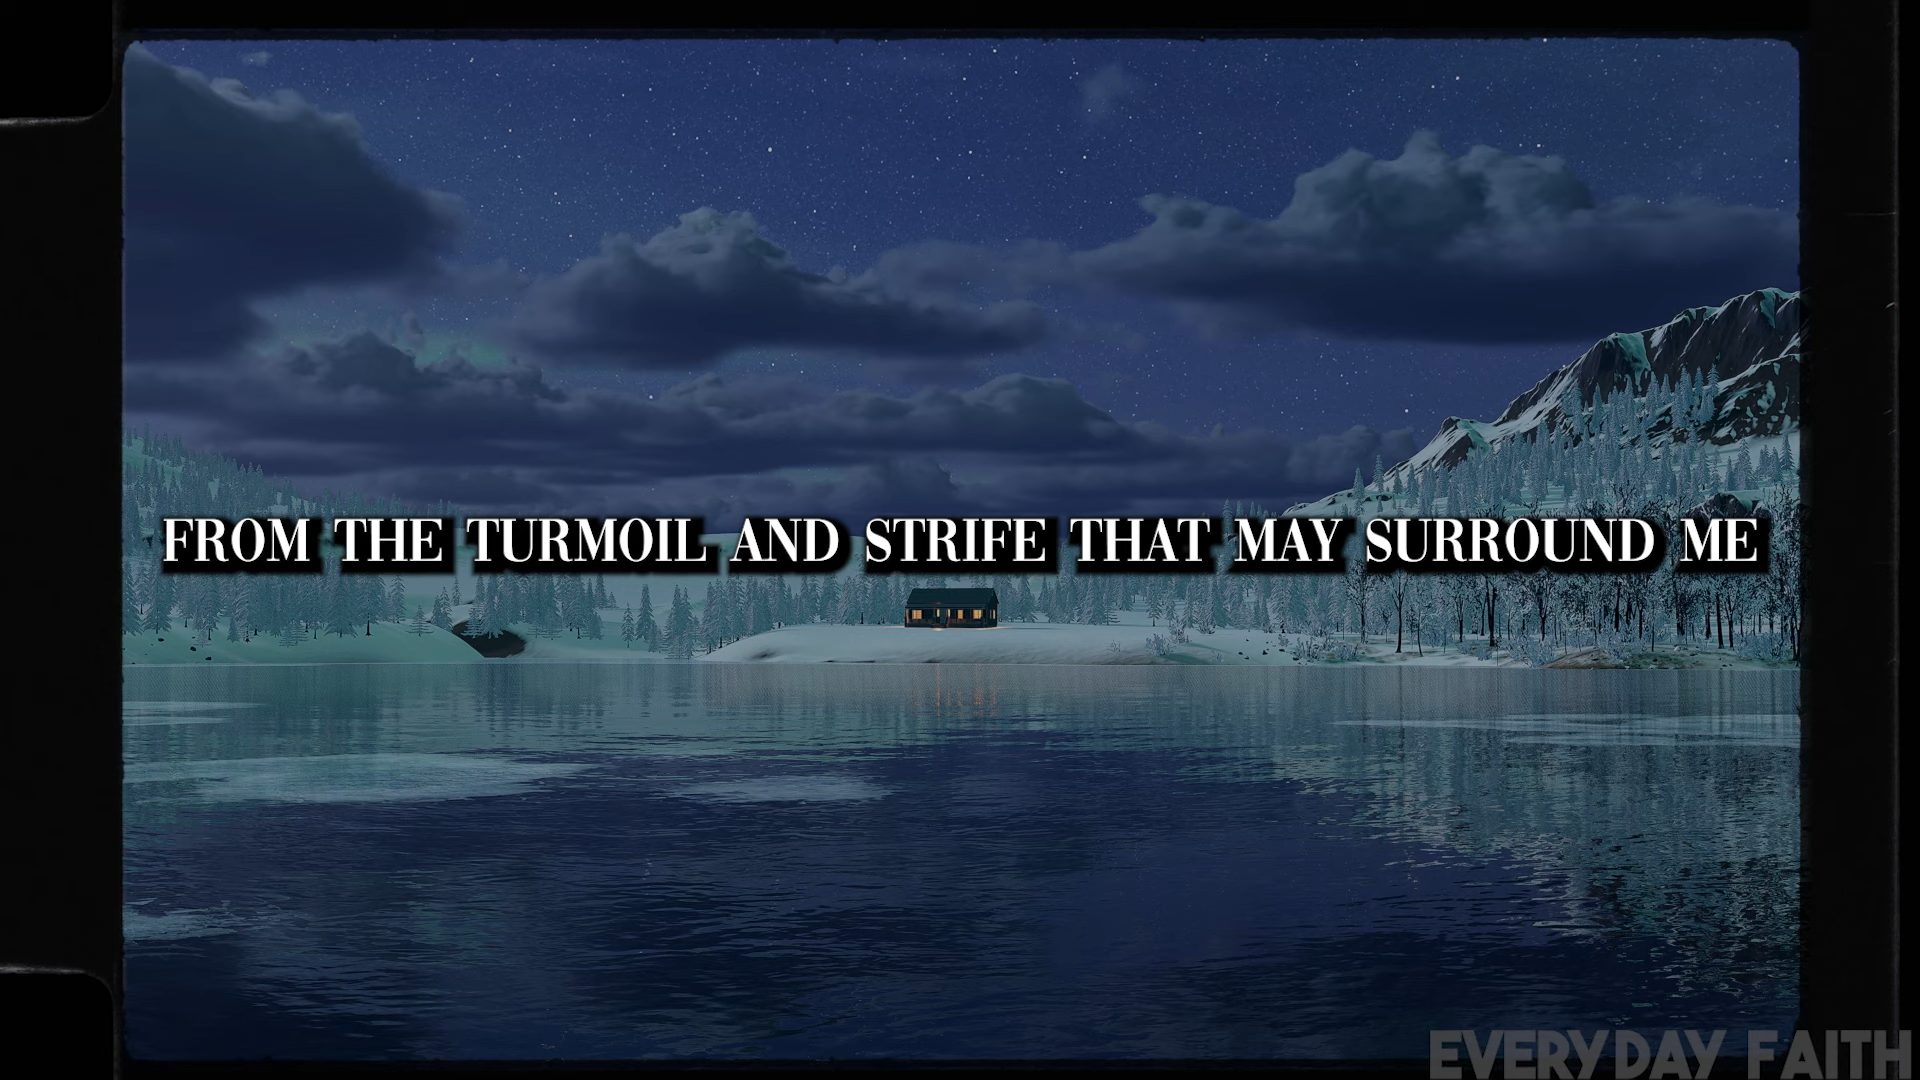 FROM THE TURMOIL AND STRIFE THAT MAY SURROUND ME
EVERYDAY FAITH